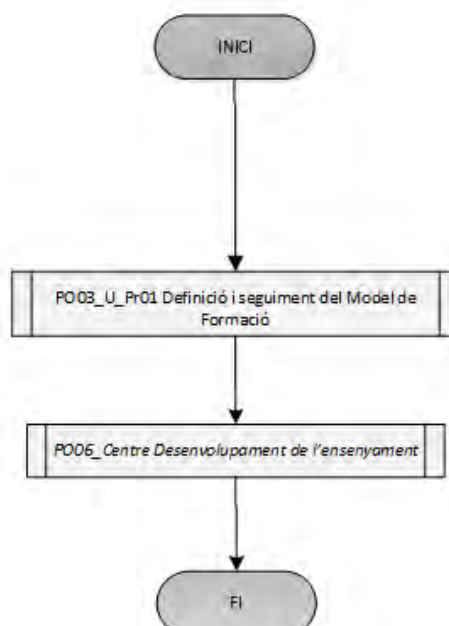 INICI
PO03_U_Pr01 Definició i seguiment del Model de
Formació
PO06_Centre Desenvolupament de l'ensenyament
FI